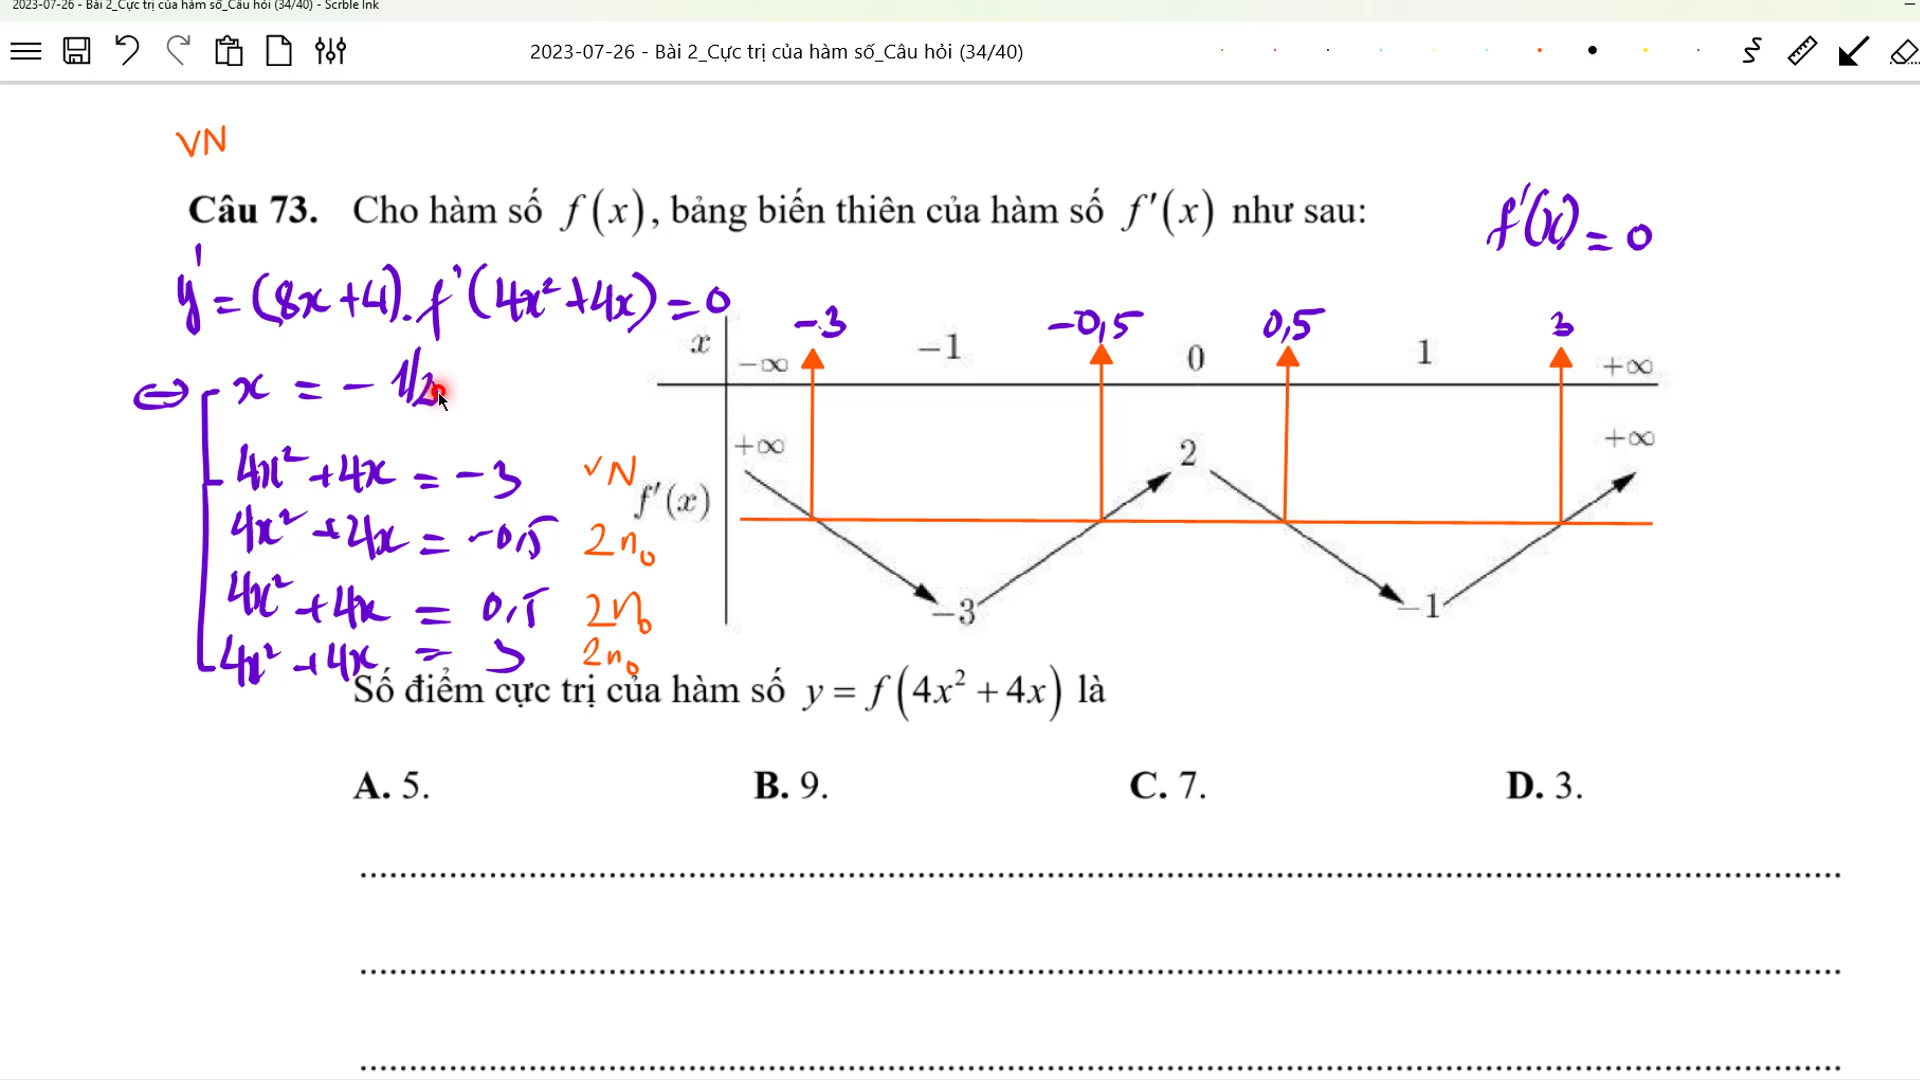 2023-07-26 - Bài 2_Cực trị của hàm số_Câu hỏi (34/40) - Scrble Ink
2023-07-26 - Bài 2_Cực trị của hàm số_Câu hỏi (34/40)
VN
Câu 73. Cho hàm số f(x), bảng biến thiên của hàm số f′(x) như sau:
f'(x) = 0
y' = (8x+4).f'(4x²+4x) = 0
-3 -0,5 0,5 3
x -∞ -1 0 1 +∞
⇔ x = -1/2
+∞ 2 +∞
4x² + 4x = -3 VN
f′(x)
4x² + 4x = -0,5 2n₀
4x² + 4x = 0,5 2n₀
-3 -1
4x² + 4x = 3 2n₀
Số điểm cực trị của hàm số y = f(4x² + 4x) là
A. 5. B. 9. C. 7. D. 3.